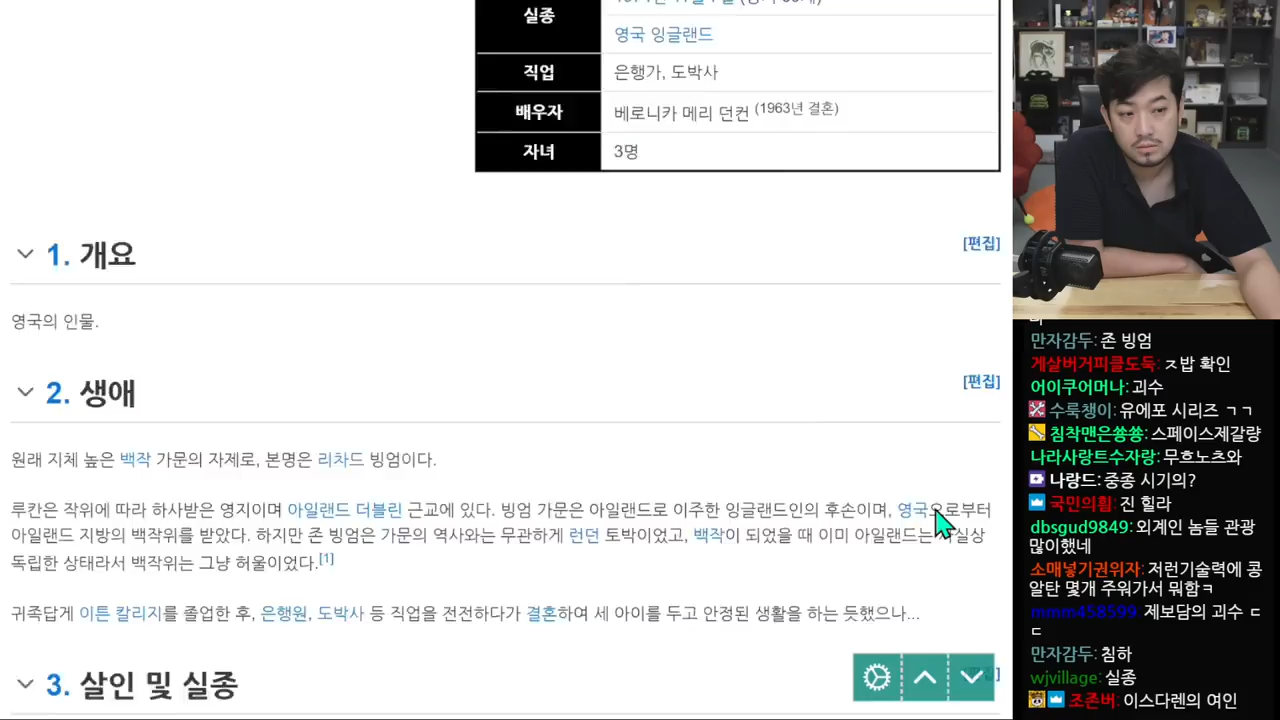 실종
영국 잉글랜드
직업
은행가, 도박사
배우자
베로니카 메리 던컨 (1963년 결혼)
자녀
3명
1. 개요
[편집]
영국의 인물.
2. 생애
[편집]
원래 지체 높은 백작 가문의 자제로, 본명은 리차드 빙엄이다.
루칸은 작위에 따라 하사받은 영지이며 아일랜드 더블린 근교에 있다. 빙엄 가문은 아일랜드로 이주한 잉글랜드인의 후손이며, 영국으로부터
아일랜드 지방의 백작위를 받았다. 하지만 존 빙엄은 가문의 역사와는 무관하게 런던 토박이었고, 백작이 되었을 때 이미 아일랜드는 사실상
독립한 상태라서 백작위는 그냥 허울이었다.[1]
귀족답게 이튼 칼리지를 졸업한 후, 은행원, 도박사 등 직업을 전전하다가 결혼하여 세 아이를 두고 안정된 생활을 하는 듯했으나...
3. 살인 및 실종
만자감두: 존 빙엄
게살버거피클도둑: ㅈ밥 확인
어이쿠어머나: 괴수
수룩챙이: 유에포 시리즈 ㄱㄱ
침착맨은쏭쏭: 스페이스제갈량
나라사랑트수자랑: 무흐노츠와
나랑드: 중종 시기의?
국민의힘: 진 힐라
dbsgud9849: 외계인 놈들 관광
많이했네
소매넣기권위자: 저런기술력에 콩
알탄 몇개 주워가서 뭐함ㅋ
mmm458599: 제보담의 괴수 ㄷ
ㄷ
만자감두: 침하
wjvillage: 실종
조존버: 이스다렌의 여인